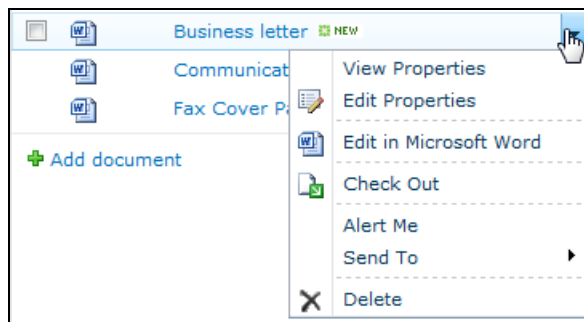 Business letter NEW
Communicat
View Properties
Fax Cover Pa
Edit Properties
Edit in Microsoft Word
Add document
Check Out
Alert Me
Send To
Delete